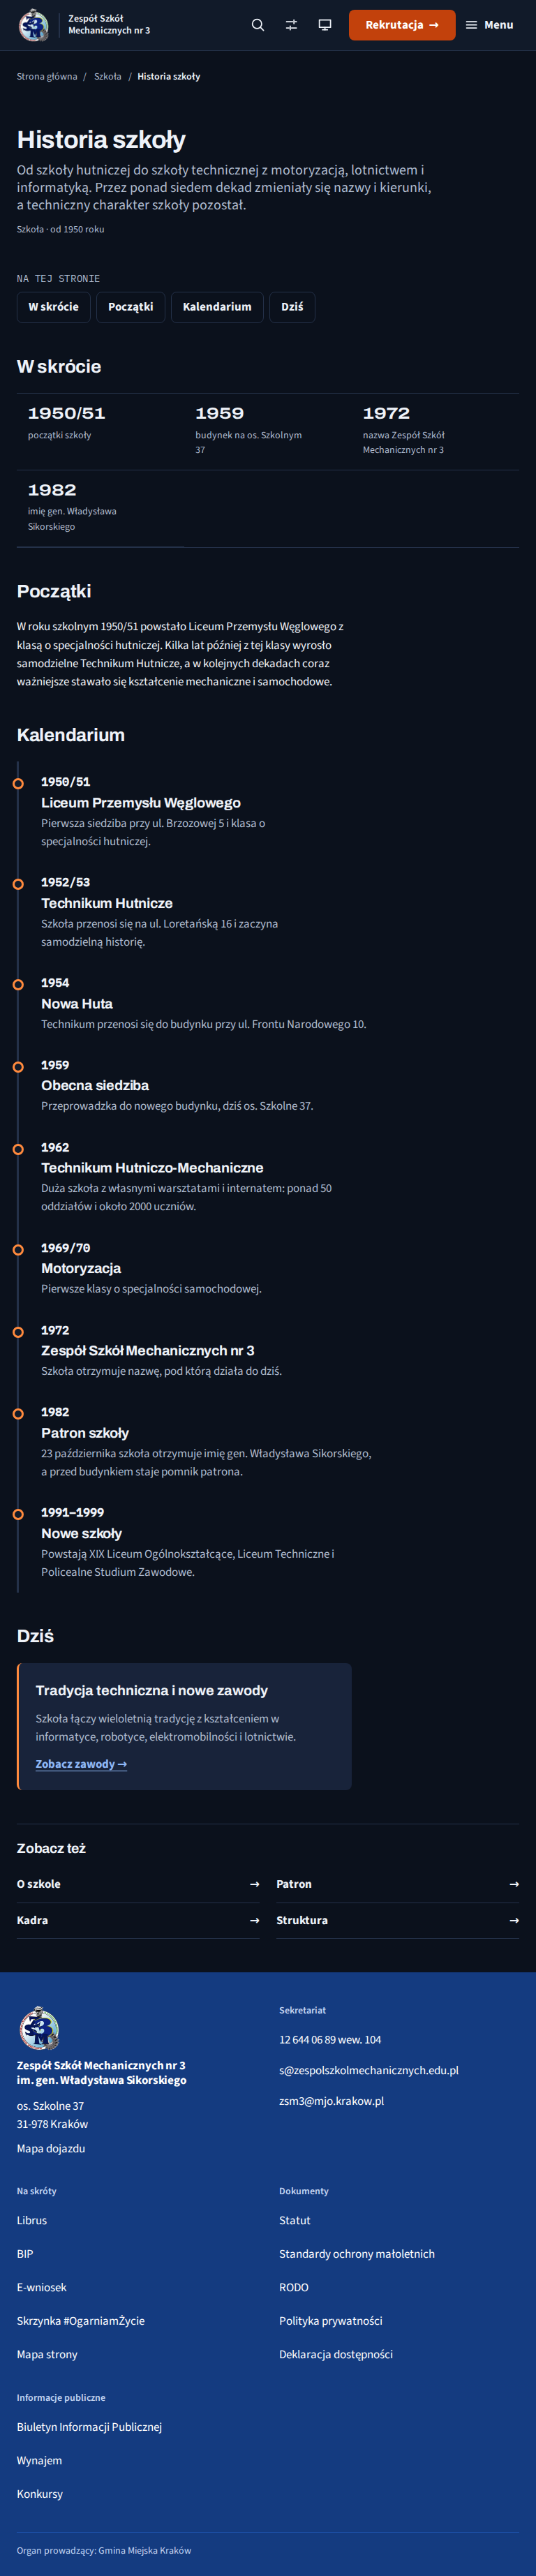 Zespół Szkół
Mechanicznych nr 3
Rekrutacja →
Menu
Strona główna / Szkoła / Historia szkoły
Historia szkoły
Od szkoły hutniczej do szkoły technicznej z motoryzacją, lotnictwem i
informatyką. Przez ponad siedem dekad zmieniały się nazwy i kierunki,
a techniczny charakter szkoły pozostał.
Szkoła · od 1950 roku
NA TEJ STRONIE
W skrócie
Początki
Kalendarium
Dziś
W skrócie
1950/51
początki szkoły
1959
budynek na os. Szkolnym
37
1972
nazwa Zespół Szkół
Mechanicznych nr 3
1982
imię gen. Władysława
Sikorskiego
Początki
W roku szkolnym 1950/51 powstało Liceum Przemysłu Węglowego z
klasą o specjalności hutniczej. Kilka lat później z tej klasy wyrosło
samodzielne Technikum Hutnicze, a w kolejnych dekadach coraz
ważniejsze stawało się kształcenie mechaniczne i samochodowe.
Kalendarium
1950/51
Liceum Przemysłu Węglowego
Pierwsza siedziba przy ul. Brzozowej 5 i klasa o
specjalności hutniczej.
1952/53
Technikum Hutnicze
Szkoła przenosi się na ul. Loretańską 16 i zaczyna
samodzielną historię.
1954
Nowa Huta
Technikum przenosi się do budynku przy ul. Frontu Narodowego 10.
1959
Obecna siedziba
Przeprowadzka do nowego budynku, dziś os. Szkolne 37.
1962
Technikum Hutniczo-Mechaniczne
Duża szkoła z własnymi warsztatami i internatem: ponad 50
oddziałów i około 2000 uczniów.
1969/70
Motoryzacja
Pierwsze klasy o specjalności samochodowej.
1972
Zespół Szkół Mechanicznych nr 3
Szkoła otrzymuje nazwę, pod którą działa do dziś.
1982
Patron szkoły
23 października szkoła otrzymuje imię gen. Władysława Sikorskiego,
a przed budynkiem staje pomnik patrona.
1991–1999
Nowe szkoły
Powstają XIX Liceum Ogólnokształcące, Liceum Techniczne i
Policealne Studium Zawodowe.
Dziś
Tradycja techniczna i nowe zawody
Szkoła łączy wieloletnią tradycję z kształceniem w
informatyce, robotyce, elektromobilności i lotnictwie.
Zobacz zawody →
Zobacz też
O szkole →
Patron →
Kadra →
Struktura →
Zespół Szkół Mechanicznych nr 3
im. gen. Władysława Sikorskiego
os. Szkolne 37
31-978 Kraków
Mapa dojazdu
Sekretariat
12 644 06 89 wew. 104
s@zespolszkolmechanicznych.edu.pl
zsm3@mjo.krakow.pl
Na skróty
Librus
BIP
E-wniosek
Skrzynka #OgarniamŻycie
Mapa strony
Dokumenty
Statut
Standardy ochrony małoletnich
RODO
Polityka prywatności
Deklaracja dostępności
Informacje publiczne
Biuletyn Informacji Publicznej
Wynajem
Konkursy
Organ prowadzący: Gmina Miejska Kraków